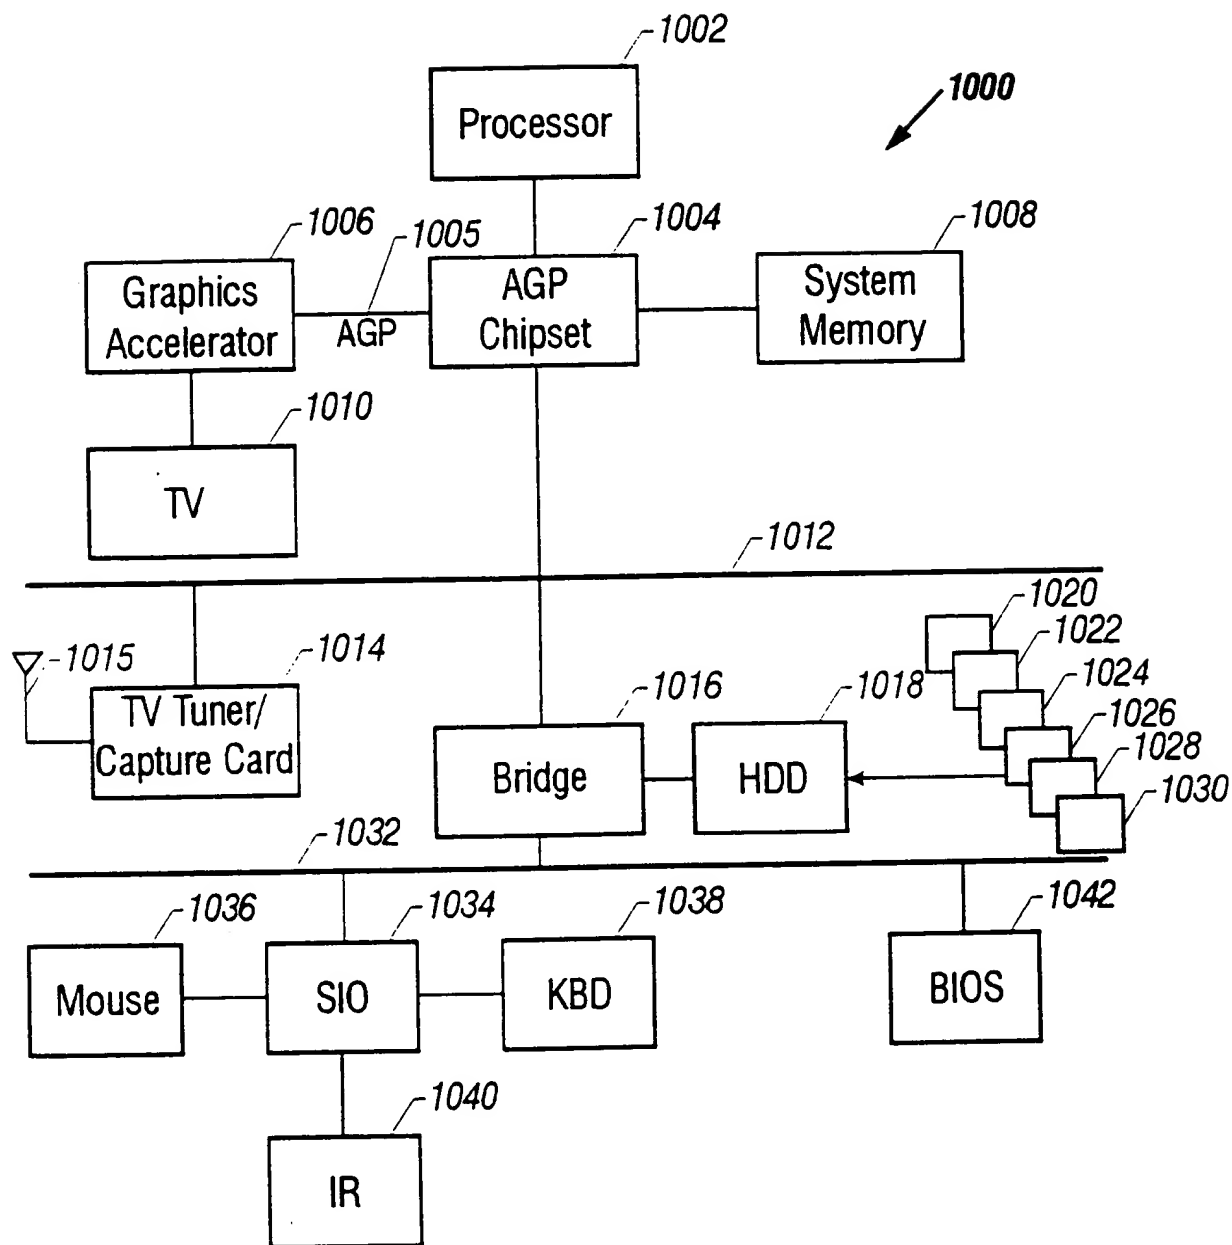 1002
1000
Processor
1006
1005
1004
1008
Graphics
Accelerator
AGP
AGP
Chipset
System
Memory
1010
TV
1012
1020
1022
1024
1026
1028
1030
1015
1014
TV Tuner/
Capture Card
1016
Bridge
1018
HDD
1032
1036
Mouse
1034
SIO
1038
KBD
1042
BIOS
1040
IR